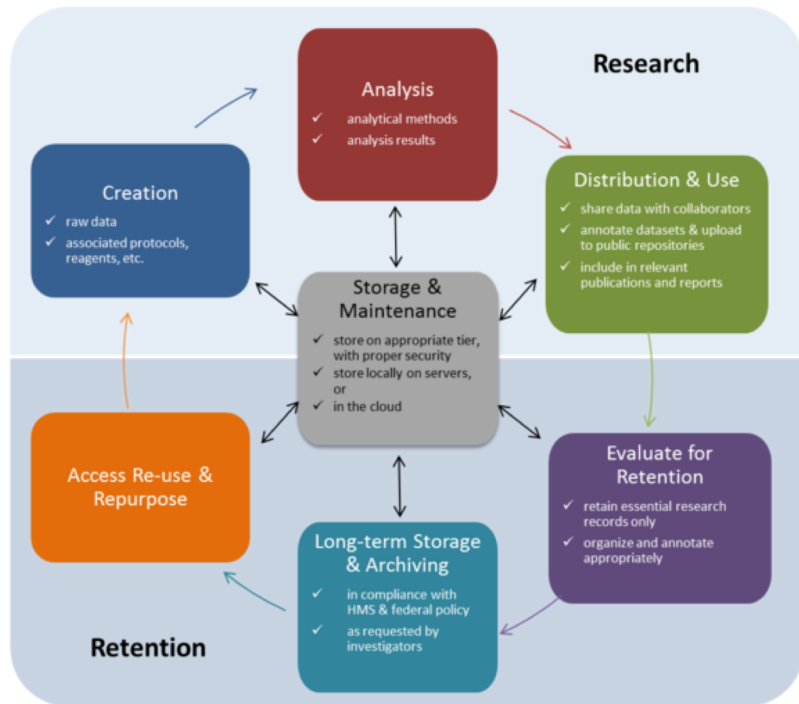 Research
Analysis
✓ analytical methods
✓ analysis results
Creation
✓ raw data
✓ associated protocols,
reagents, etc.
Distribution & Use
✓ share data with collaborators
✓ annotate datasets & upload
to public repositories
✓ include in relevant
publications and reports
Storage &
Maintenance
✓ store on appropriate tier,
with proper security
✓ store locally on servers,
or
✓ in the cloud
Access Re-use &
Repurpose
Evaluate for
Retention
✓ retain essential research
records only
✓ organize and annotate
appropriately
Long-term Storage
& Archiving
✓ in compliance with
HMS & federal policy
✓ as requested by
investigators
Retention